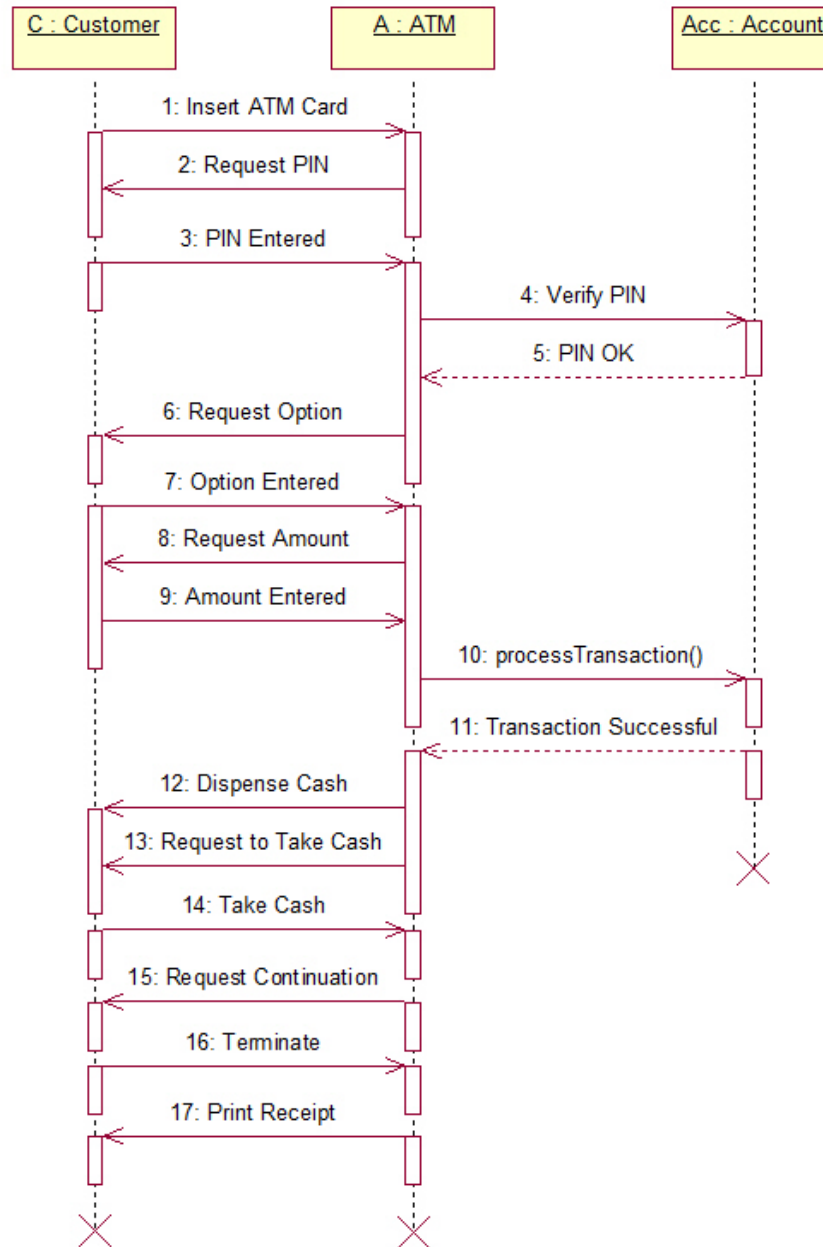 C : Customer
A : ATM
Acc : Account
1: Insert ATM Card
2: Request PIN
3: PIN Entered
4: Verify PIN
5: PIN OK
6: Request Option
7: Option Entered
8: Request Amount
9: Amount Entered
10: processTransaction()
11: Transaction Successful
12: Dispense Cash
13: Request to Take Cash
14: Take Cash
15: Request Continuation
16: Terminate
17: Print Receipt